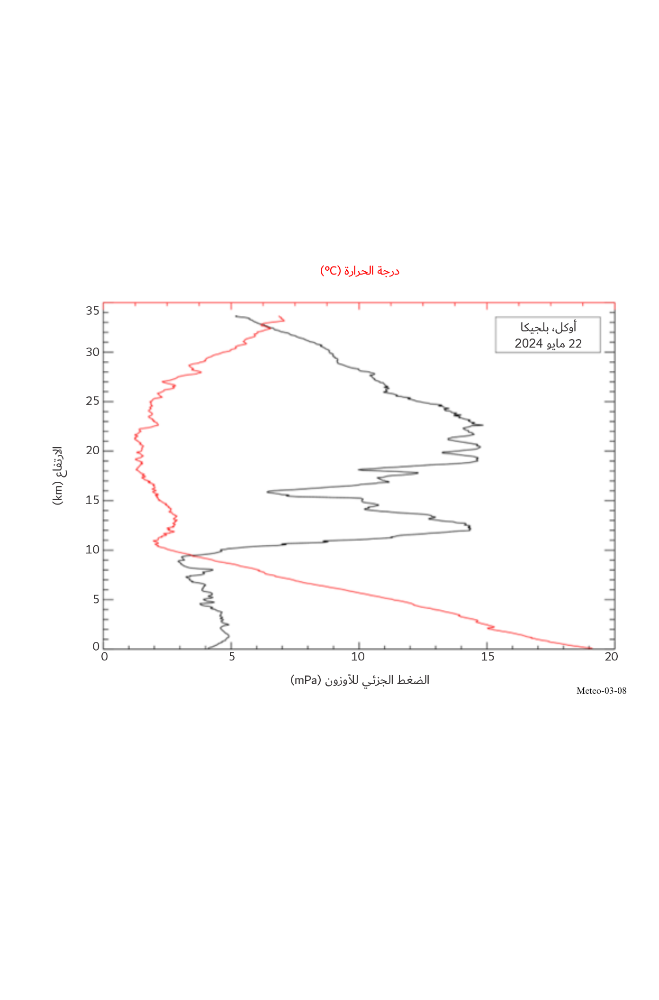 درجة الحرارة (°C)
أوكل، بلجيكا
22 مايو 2024
35
30
25
20
15
10
5
0
الارتفاع (km)
0 5 10 15 20
الضغط الجزئي للأوزون (mPa)
Meteo-03-08